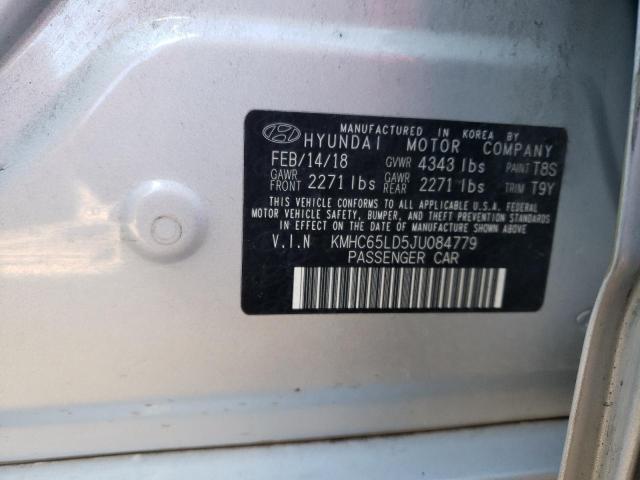 MANUFACTURED IN KOREA BY
HYUNDAI MOTOR COMPANY
FEB/14/18 GVWR 4343 lbs PAINT T8S
GAWR FRONT 2271 lbs GAWR REAR 2271 lbs TRIM T9Y
THIS VEHICLE CONFORMS TO ALL APPLICABLE U.S.A. FEDERAL
MOTOR VEHICLE SAFETY, BUMPER, AND THEFT PREVENTION STANDARDS
IN EFFECT ON THE DATE OF MANUFACTURE SHOWN ABOVE.
V.I.N KMHC65LD5JU084779
PASSENGER CAR